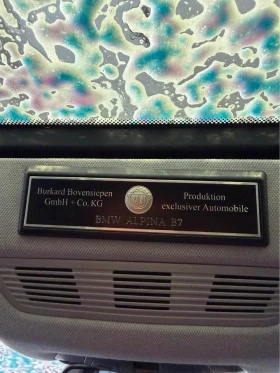 Burkard Bovensiepen
GmbH + Co. KG
Produktion
exclusiver Automobile
BMW ALPINA B7